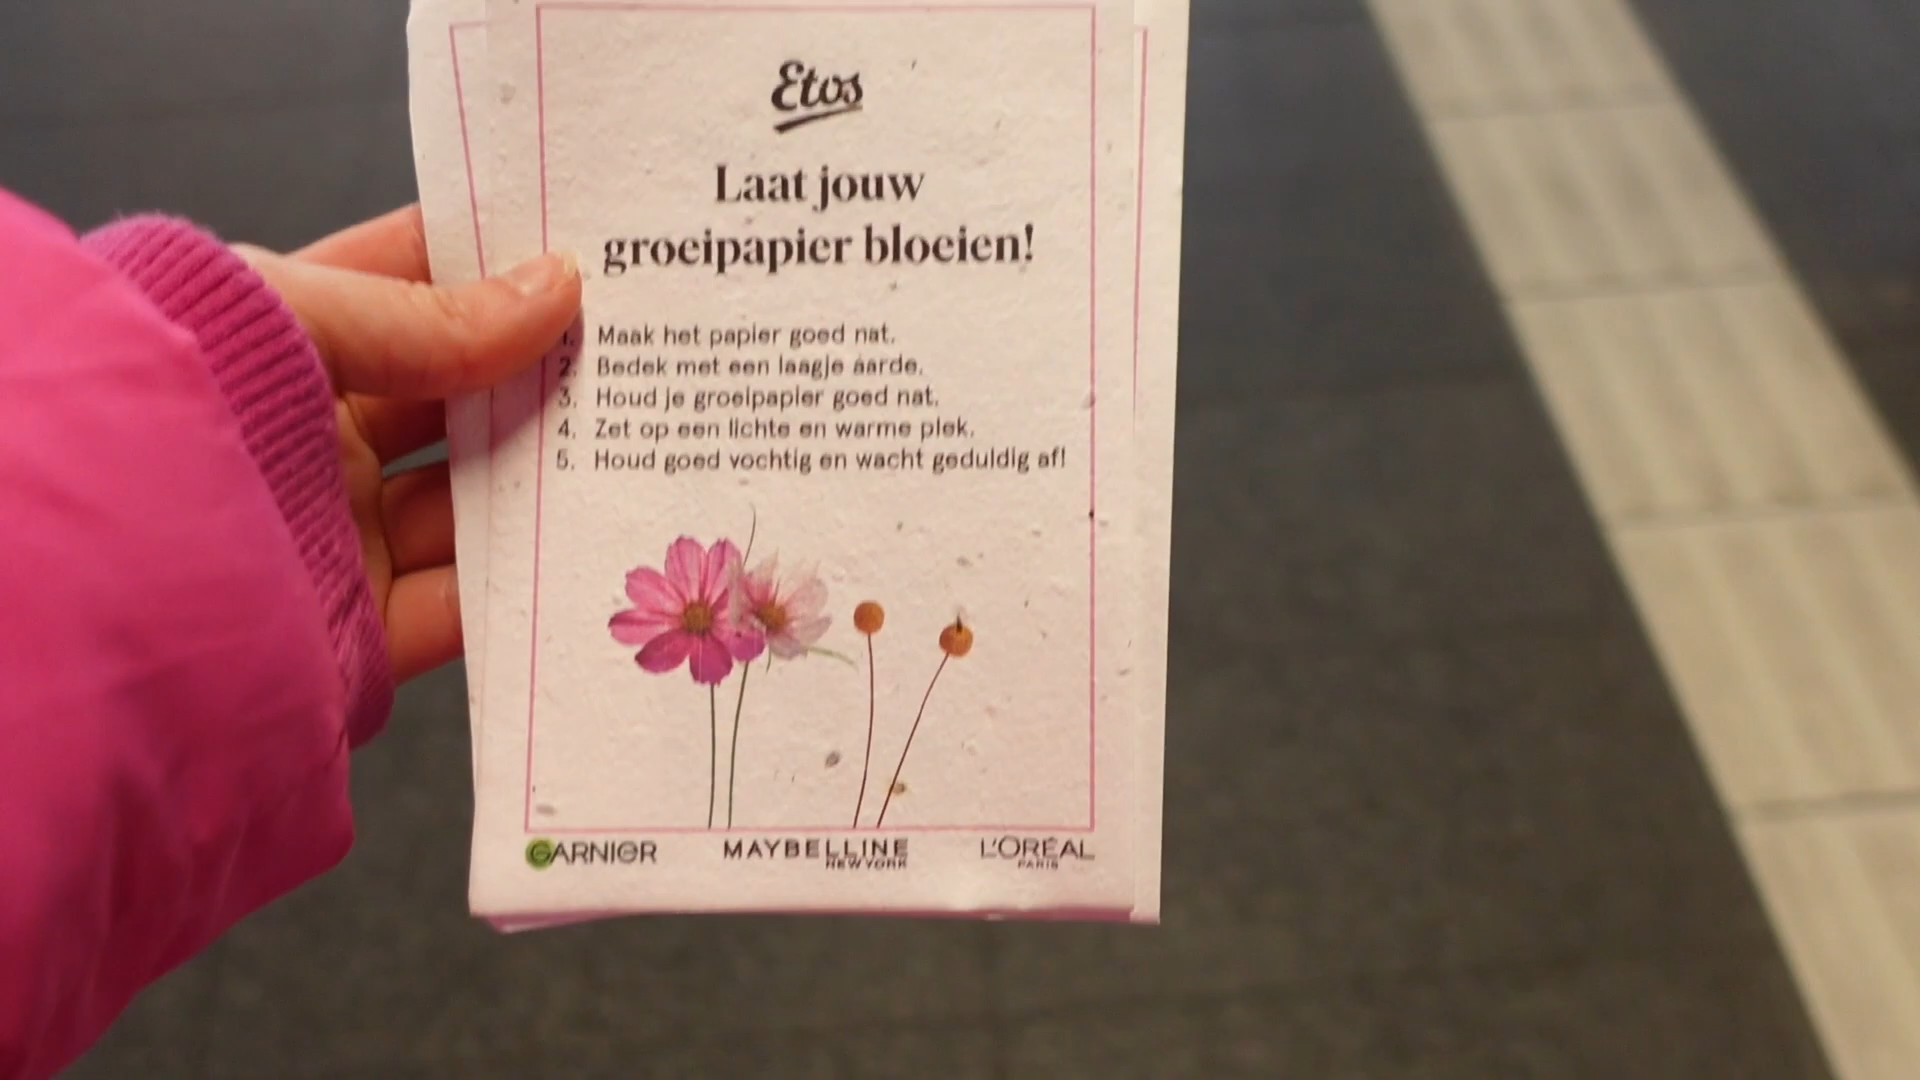 Etos
Laat jouw
groeipapier bloeien!
1. Maak het papier goed nat.
2. Bedek met een laagje aarde.
3. Houd je groeipapier goed nat.
4. Zet op een lichte en warme plek.
5. Houd goed vochtig en wacht geduldig af!
GARNIER MAYBELLINE L'ORÉAL
NEW YORK PARIS